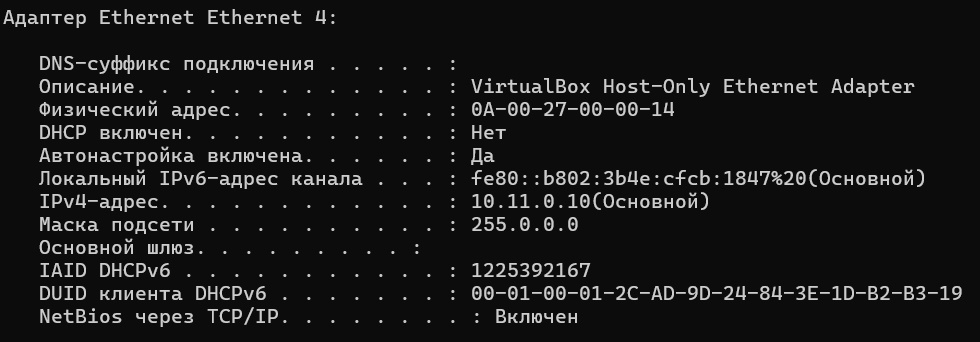 Адаптер Ethernet Ethernet 4:
DNS-суффикс подключения . . . . . :
Описание. . . . . . . . . . . . . : VirtualBox Host-Only Ethernet Adapter
Физический адрес. . . . . . . . . : 0A-00-27-00-00-14
DHCP включен. . . . . . . . . . . : Нет
Автонастройка включена. . . . . . : Да
Локальный IPv6-адрес канала . . . : fe80::b802:3b4e:cfcb:1847%20(Основной)
IPv4-адрес. . . . . . . . . . . . : 10.11.0.10(Основной)
Маска подсети . . . . . . . . . . : 255.0.0.0
Основной шлюз. . . . . . . . . :
IAID DHCPv6 . . . . . . . . . . . : 1225392167
DUID клиента DHCPv6 . . . . . . . : 00-01-00-01-2C-AD-9D-24-84-3E-1D-B2-B3-19
NetBios через TCP/IP. . . . . . . . : Включен